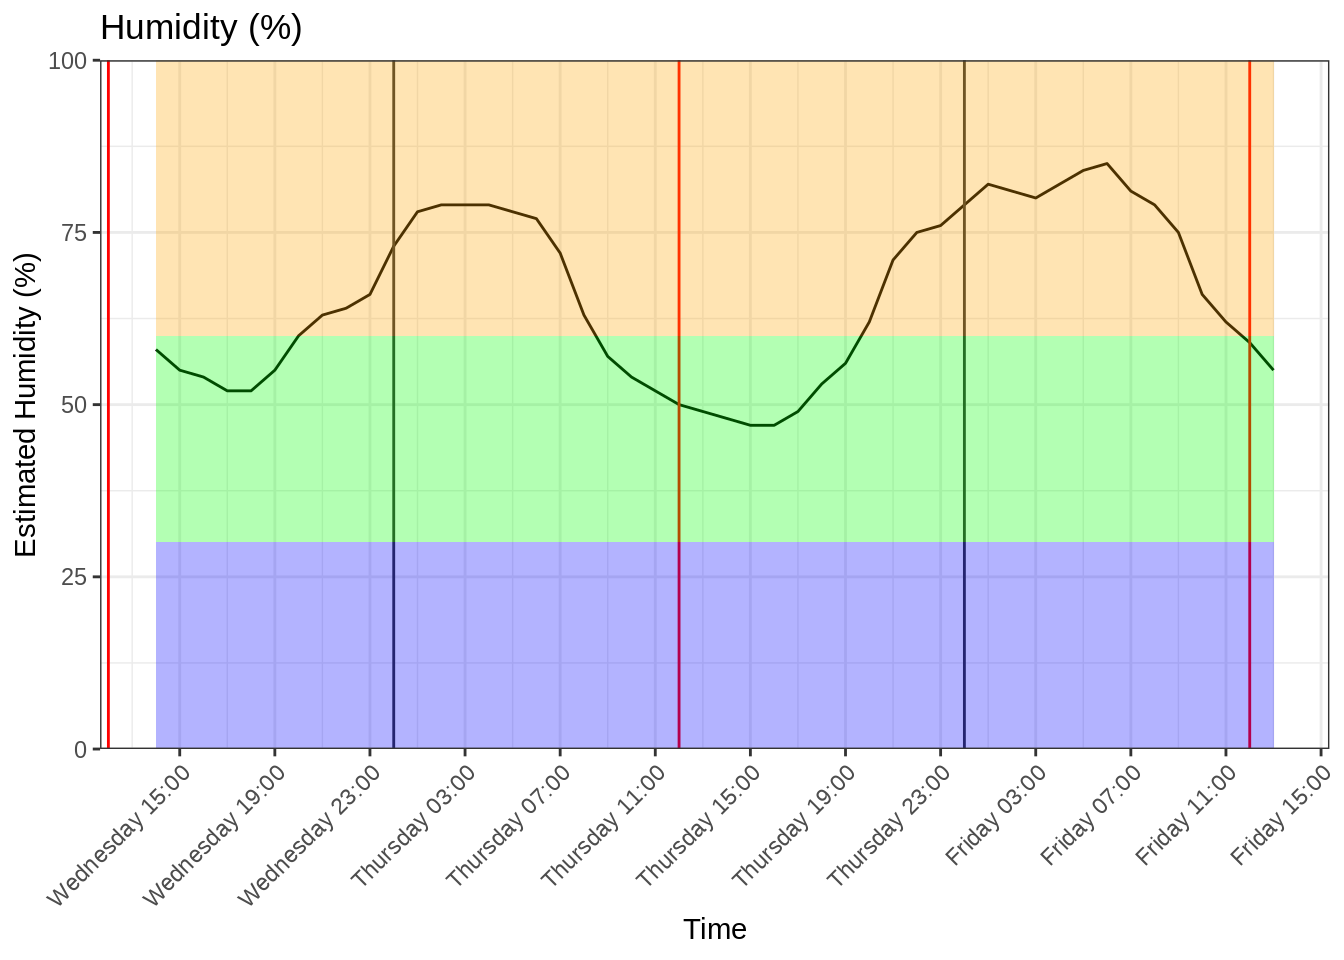 Humidity (%)
Estimated Humidity (%)
100
75
50
25
0
Wednesday 15:00
Wednesday 19:00
Wednesday 23:00
Thursday 03:00
Thursday 07:00
Thursday 11:00
Thursday 15:00
Thursday 19:00
Thursday 23:00
Friday 03:00
Friday 07:00
Friday 11:00
Friday 15:00
Time